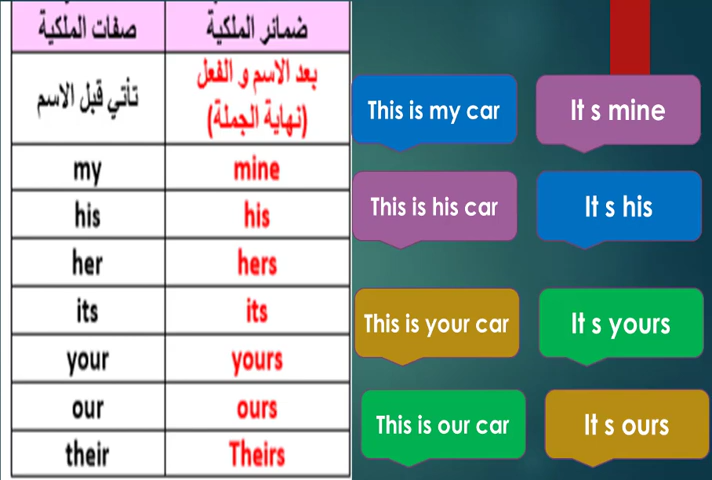 صفات الملكية ضمائر الملكية
تأتي قبل الاسم بعد الاسم و الفعل
(نهاية الجملة)
my mine
his his
her hers
its its
your yours
our ours
their Theirs
This is my car It s mine
This is his car It s his
This is your car It s yours
This is our car It s ours